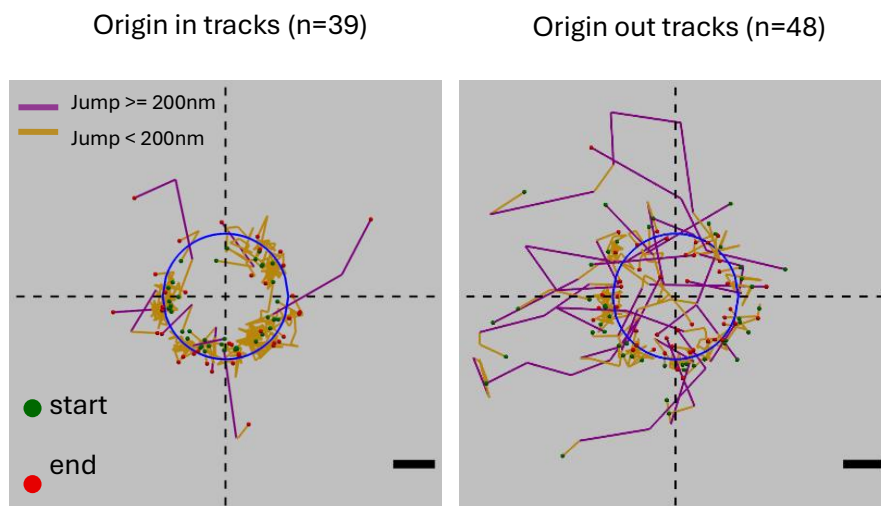 Origin in tracks (n=39)
Origin out tracks (n=48)
Jump >= 200nm
Jump < 200nm
start
end